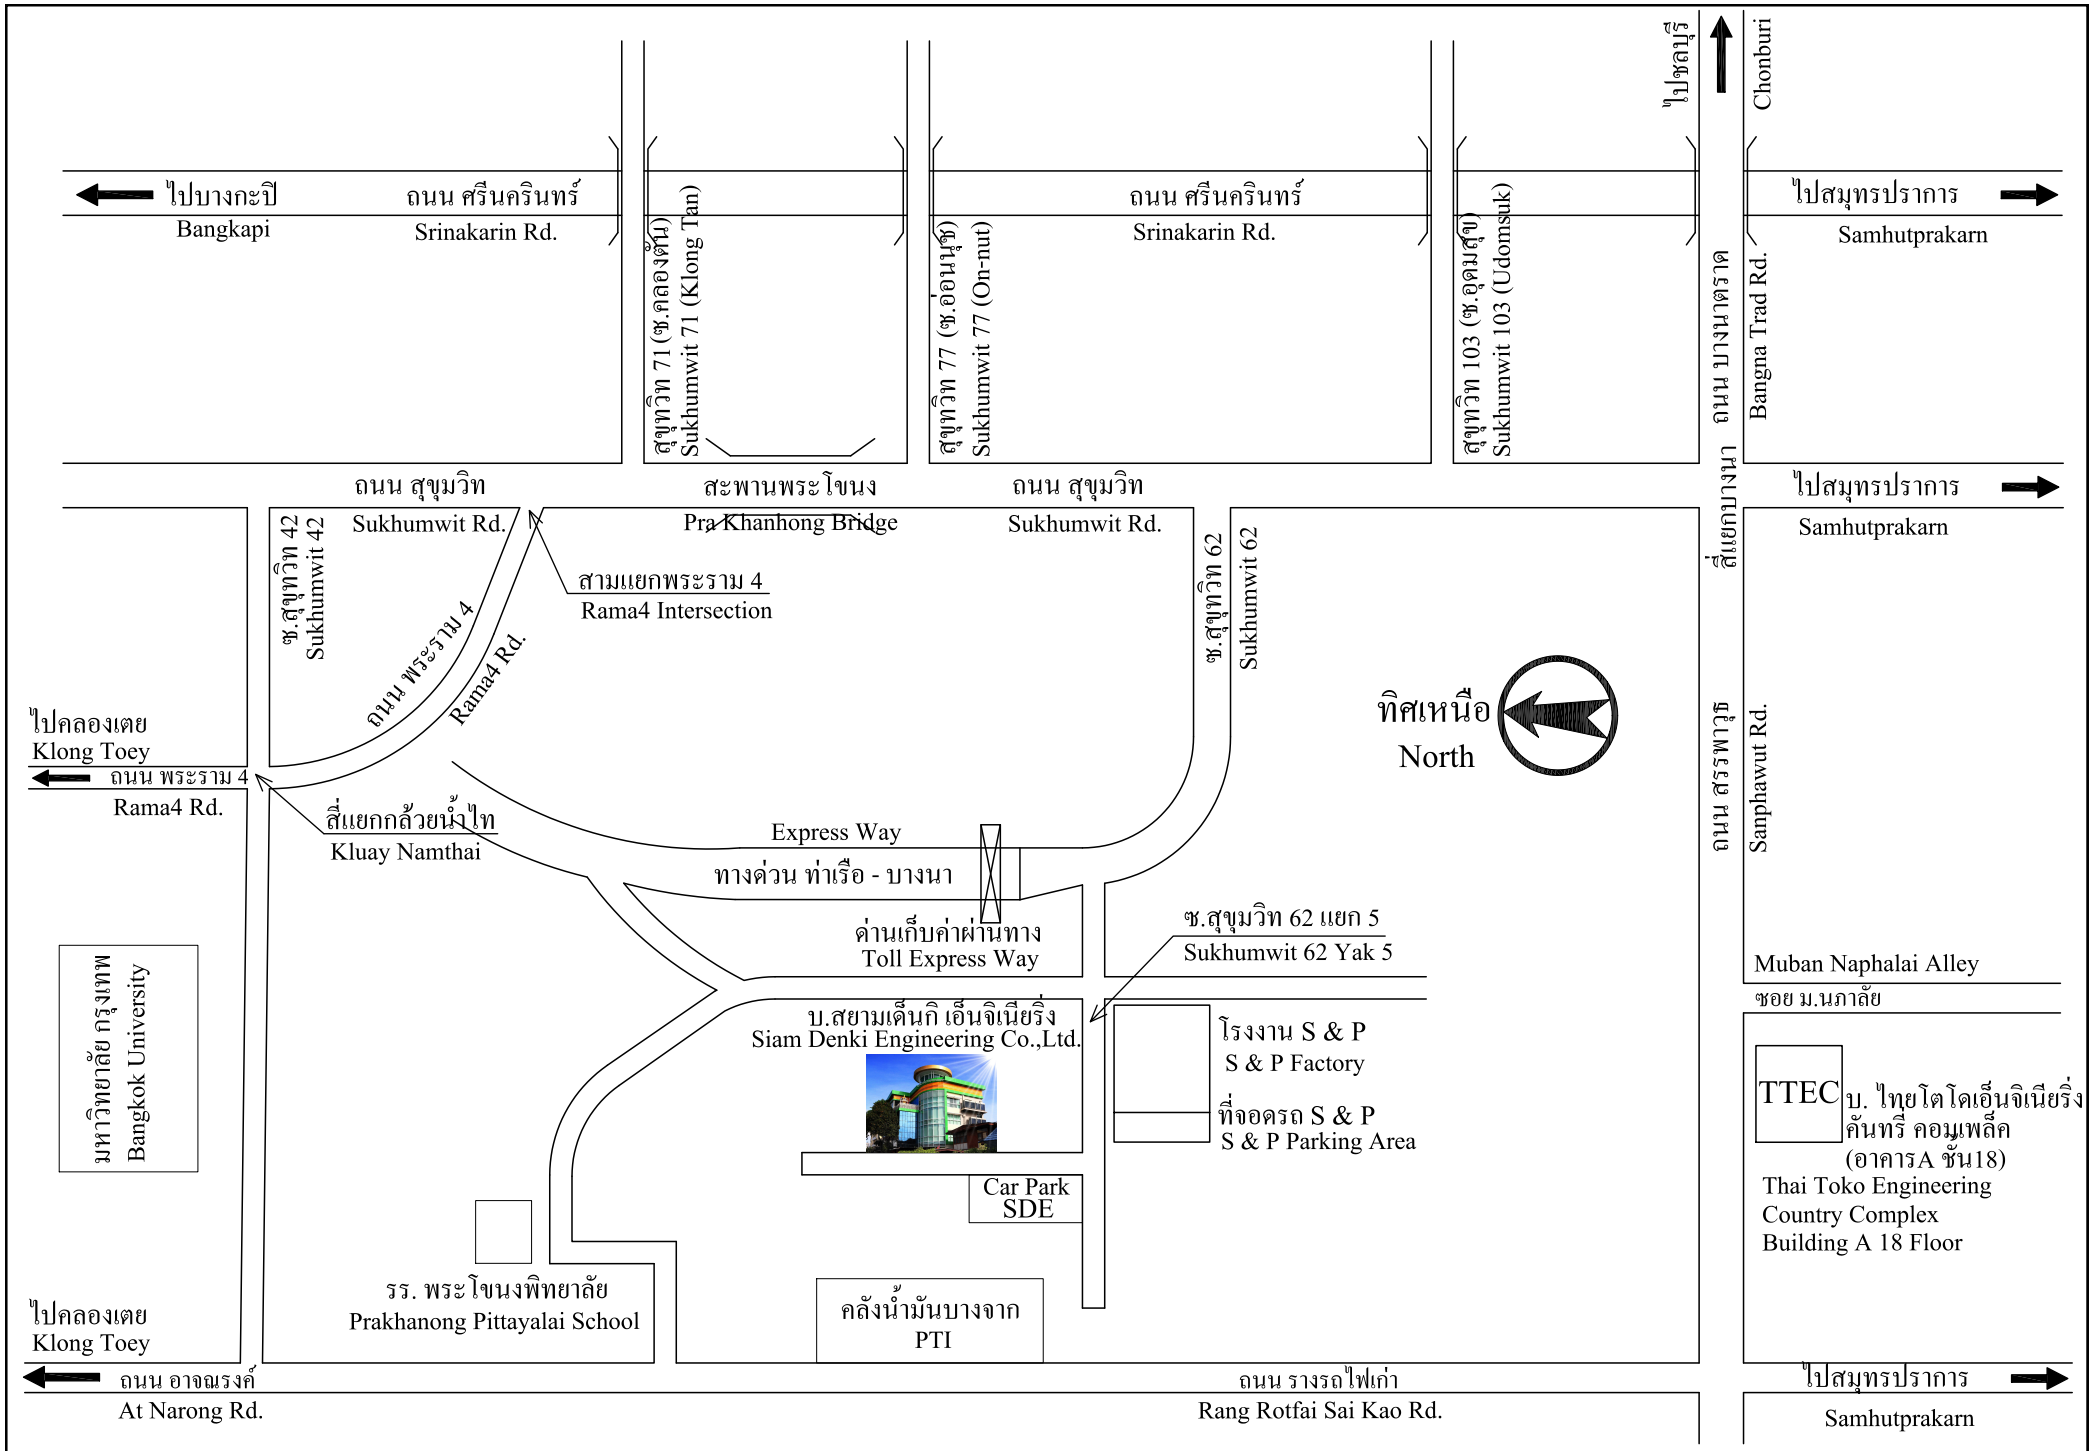 ไปชลบุรี
Chonburi
ไปบางกะปิ
Bangkapi
ถนน ศรีนครินทร์
Srinakarin Rd.
ถนน ศรีนครินทร์
Srinakarin Rd.
ไปสมุทรปราการ
Samhutprakarn
สุขุทวิท 71 (ซ.คลองตัน)
Sukhumwit 71 (Klong Tan)
สุขุทวิท 77 (ซ.อ่อนนุช)
Sukhumwit 77 (On-nut)
สุขุทวิท 103 (ซ.อุดมสุข)
Sukhumwit 103 (Udomsuk)
ถนน บางนาตราด
Bangna Trad Rd.
สี่แยกบางนา
ถนน สุขุมวิท
Sukhumwit Rd.
สะพานพระโขนง
Pra Khanhong Bridge
ถนน สุขุมวิท
Sukhumwit Rd.
ไปสมุทรปราการ
Samhutprakarn
ซ.สุขุทวิท 42
Sukhumwit 42
สามแยกพระราม 4
Rama4 Intersection
ซ.สุขุทวิท 62
Sukhumwit 62
ถนน พระราม 4
Rama4 Rd.
ทิศเหนือ
North
ไปคลองเตย
Klong Toey
ถนน พระราม 4
Rama4 Rd.
สี่แยกกล้วยน้ำไท
Kluay Namthai
ถนน สรรพาวุธ
Sanphawut Rd.
Express Way
ทางด่วน ท่าเรือ - บางนา
ด่านเก็บค่าผ่านทาง
Toll Express Way
ซ.สุขุมวิท 62 แยก 5
Sukhumwit 62 Yak 5
Muban Naphalai Alley
ซอย ม.นภาลัย
มหาวิทยาลัย กรุงเทพ
Bangkok University
บ.สยามเด็นกิ เอ็นจิเนียริ่ง
Siam Denki Engineering Co.,Ltd.
โรงงาน S & P
S & P Factory
ที่จอดรถ S & P
S & P Parking Area
TTEC
บ. ไทยโตโดเอ็นจิเนียริ่ง
คันทรี่ คอมเพล็ค
(อาคารA ชั้น18)
Thai Toko Engineering
Country Complex
Building A 18 Floor
Car Park
SDE
รร. พระโขนงพิทยาลัย
Prakhanong Pittayalai School
คลังน้ำมันบางจาก
PTI
ไปคลองเตย
Klong Toey
ถนน อาจณรงค์
At Narong Rd.
ถนน รางรถไฟเก่า
Rang Rotfai Sai Kao Rd.
ไปสมุทรปราการ
Samhutprakarn